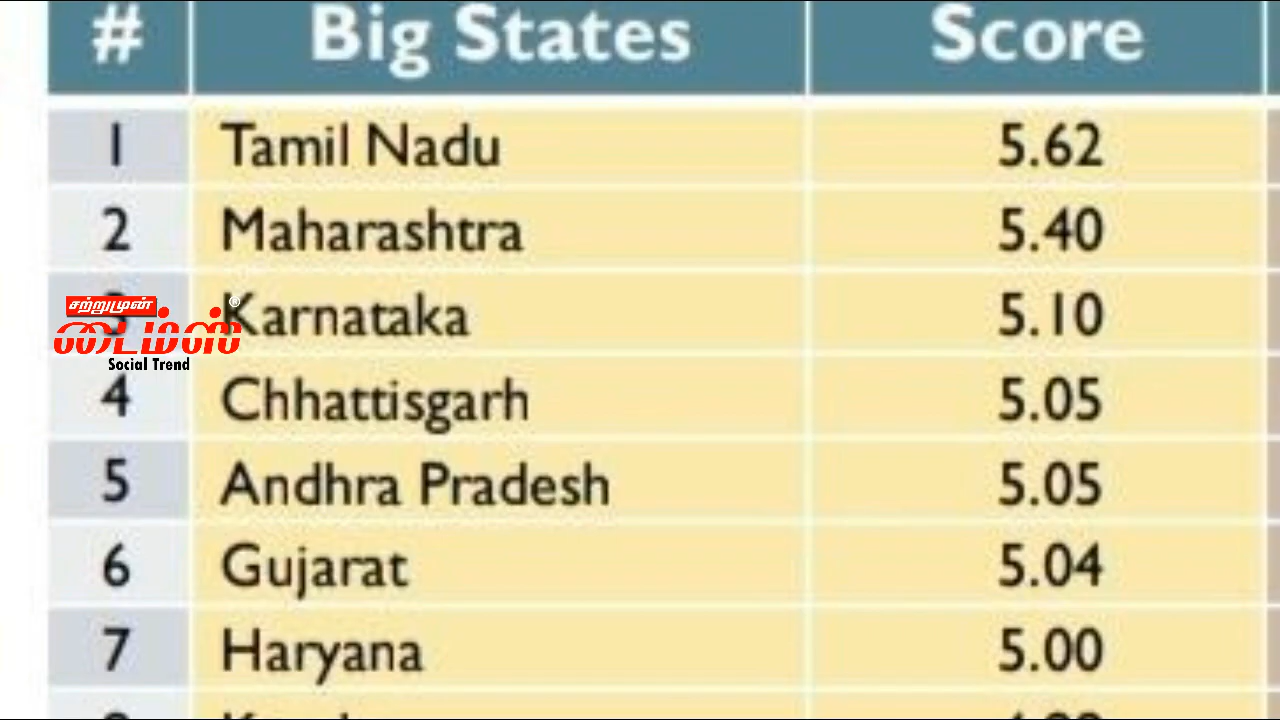 # Big States Score
1 Tamil Nadu 5.62
2 Maharashtra 5.40
சற்றுமுன்
3 Karnataka 5.10
டைம்ஸ்®
Social Trend
4 Chhattisgarh 5.05
5 Andhra Pradesh 5.05
6 Gujarat 5.04
7 Haryana 5.00